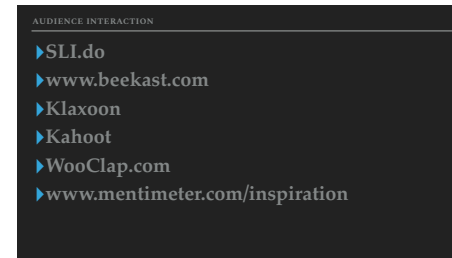 AUDIENCE INTERACTION
SLI.do
www.beekast.com
Klaxoon
Kahoot
WooClap.com
www.mentimeter.com/inspiration